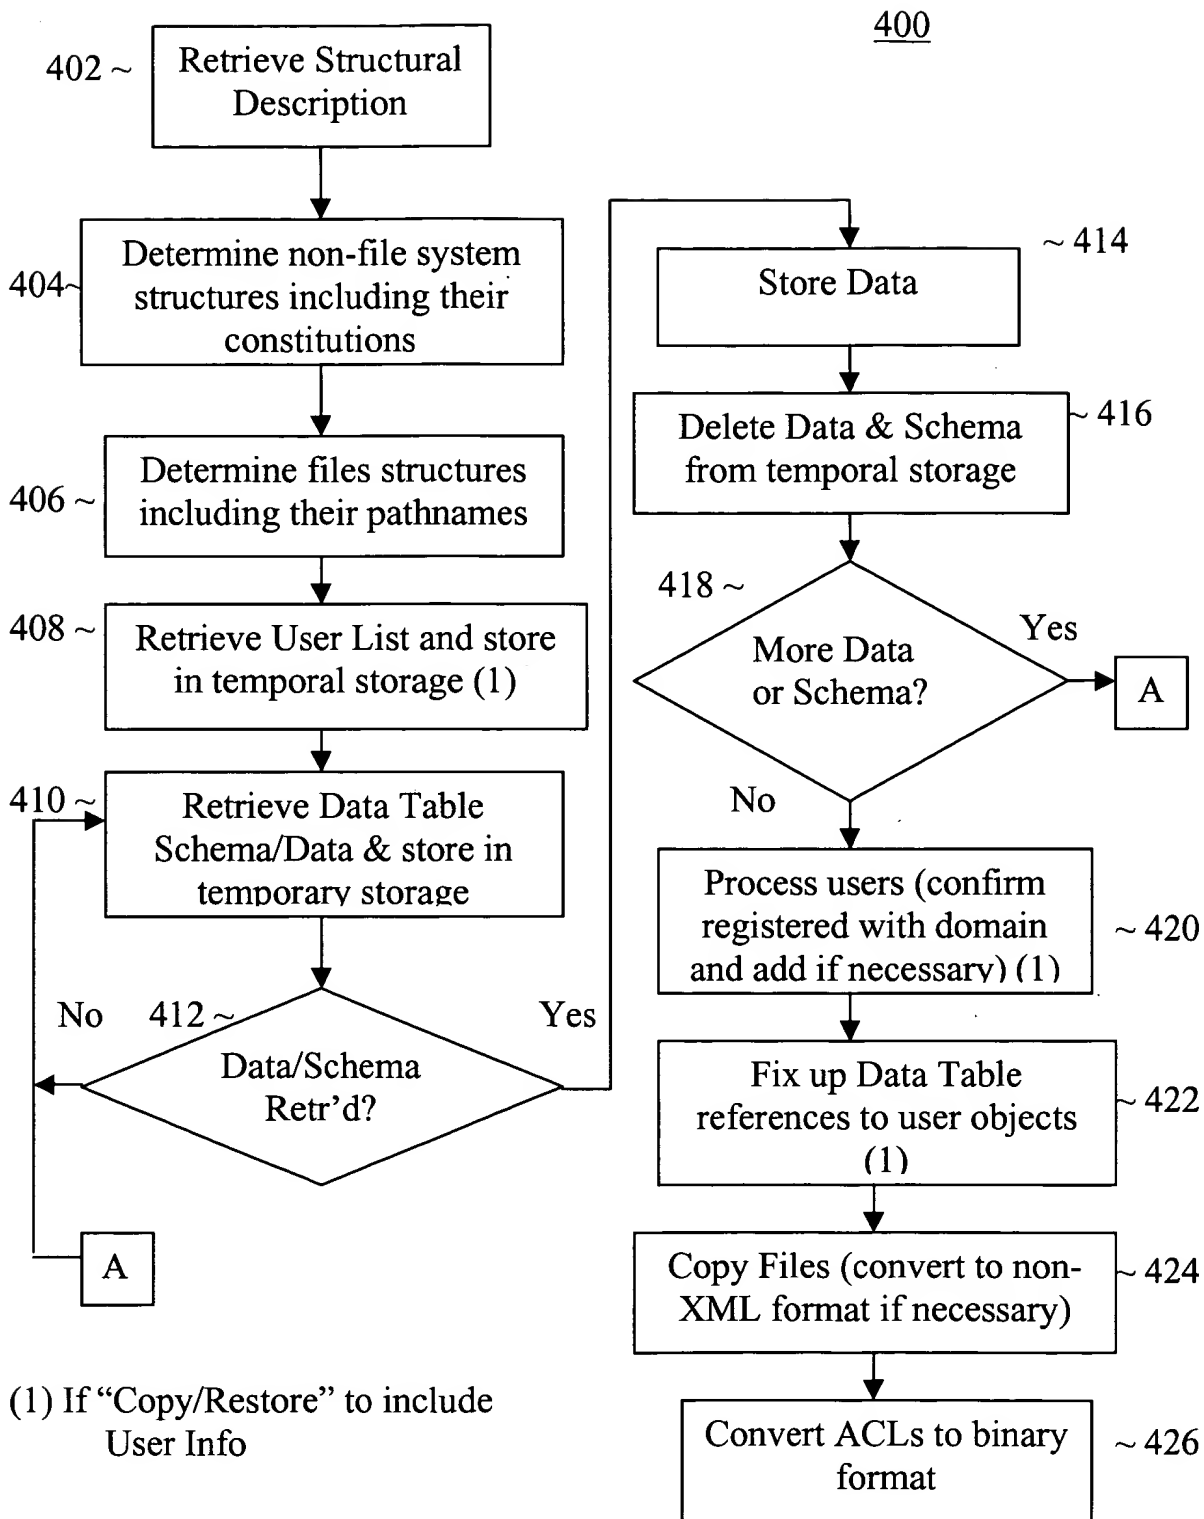 400
402 ~
Retrieve Structural
Description
404~
Determine non-file system
structures including their
constitutions
406 ~
Determine files structures
including their pathnames
408 ~
Retrieve User List and store
in temporal storage (1)
410 ~
Retrieve Data Table
Schema/Data & store in
temporary storage
No
412 ~
Yes
Data/Schema
Retr’d?
A
(1) If “Copy/Restore” to include
User Info
~ 414
Store Data
~ 416
Delete Data & Schema
from temporal storage
418 ~
Yes
More Data
or Schema?
A
No
Process users (confirm
registered with domain
and add if necessary) (1)
~ 420
Fix up Data Table
references to user objects
(1)
~ 422
Copy Files (convert to non-
XML format if necessary)
~ 424
Convert ACLs to binary
format
~ 426